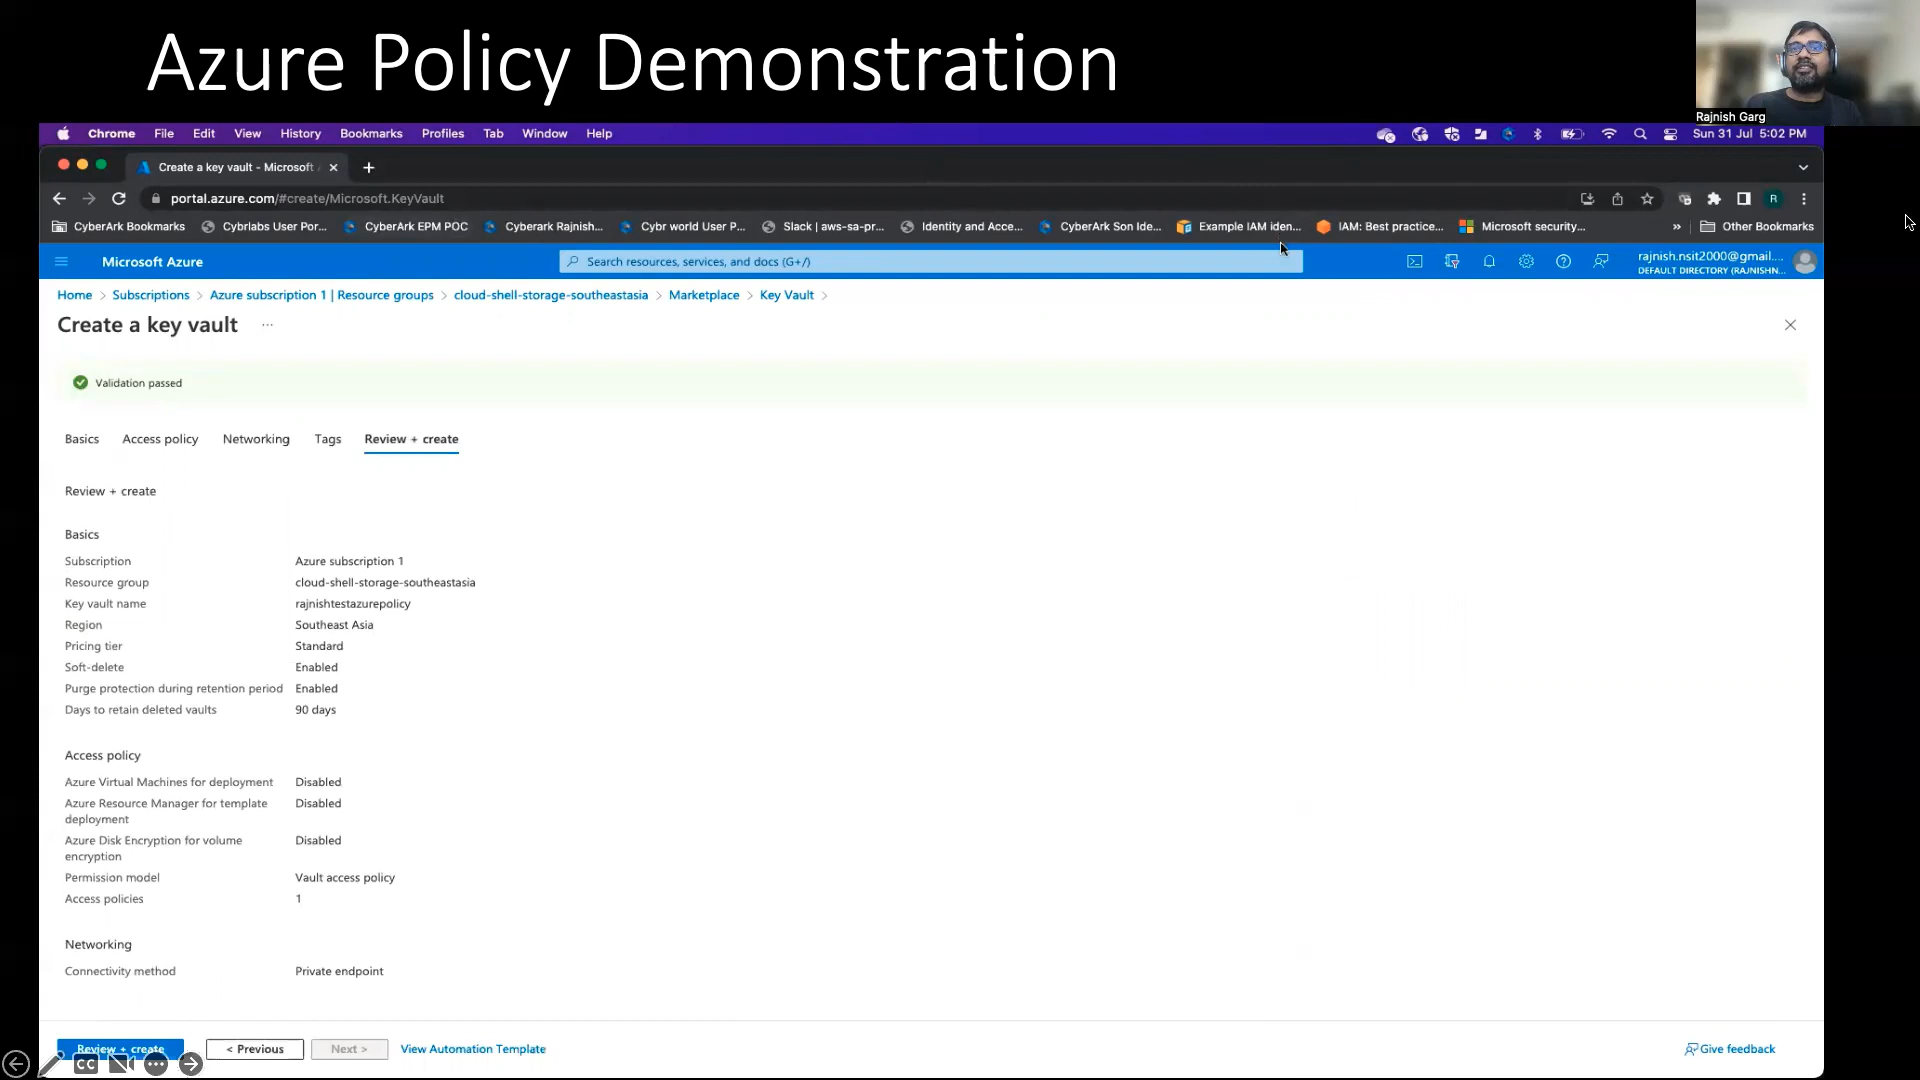 Azure Policy Demonstration
Rajnish Garg
Chrome File Edit View History Bookmarks Profiles Tab Window Help
Sun 31 Jul 5:02 PM
Create a key vault - Microsoft
portal.azure.com/#create/Microsoft.KeyVault
R
CyberArk Bookmarks Cybrlabs User Por... CyberArk EPM POC Cyberark Rajnish... Cybr world User P... Slack | aws-sa-pr... Identity and Acce... CyberArk Son Ide... Example IAM iden... IAM: Best practice... Microsoft security... » Other Bookmarks
Microsoft Azure
Search resources, services, and docs (G+/)
rajnish.nsit2000@gmail....
DEFAULT DIRECTORY (RAJNISHN...
Home > Subscriptions > Azure subscription 1 | Resource groups > cloud-shell-storage-southeastasia > Marketplace > Key Vault >
Create a key vault ...
Validation passed
Basics Access policy Networking Tags Review + create
Review + create
Basics
Subscription Azure subscription 1
Resource group cloud-shell-storage-southeastasia
Key vault name rajnishtestazurepolicy
Region Southeast Asia
Pricing tier Standard
Soft-delete Enabled
Purge protection during retention period Enabled
Days to retain deleted vaults 90 days
Access policy
Azure Virtual Machines for deployment Disabled
Azure Resource Manager for template Disabled
deployment
Azure Disk Encryption for volume Disabled
encryption
Permission model Vault access policy
Access policies 1
Networking
Connectivity method Private endpoint
Review + create < Previous Next > View Automation Template
Give feedback
CC